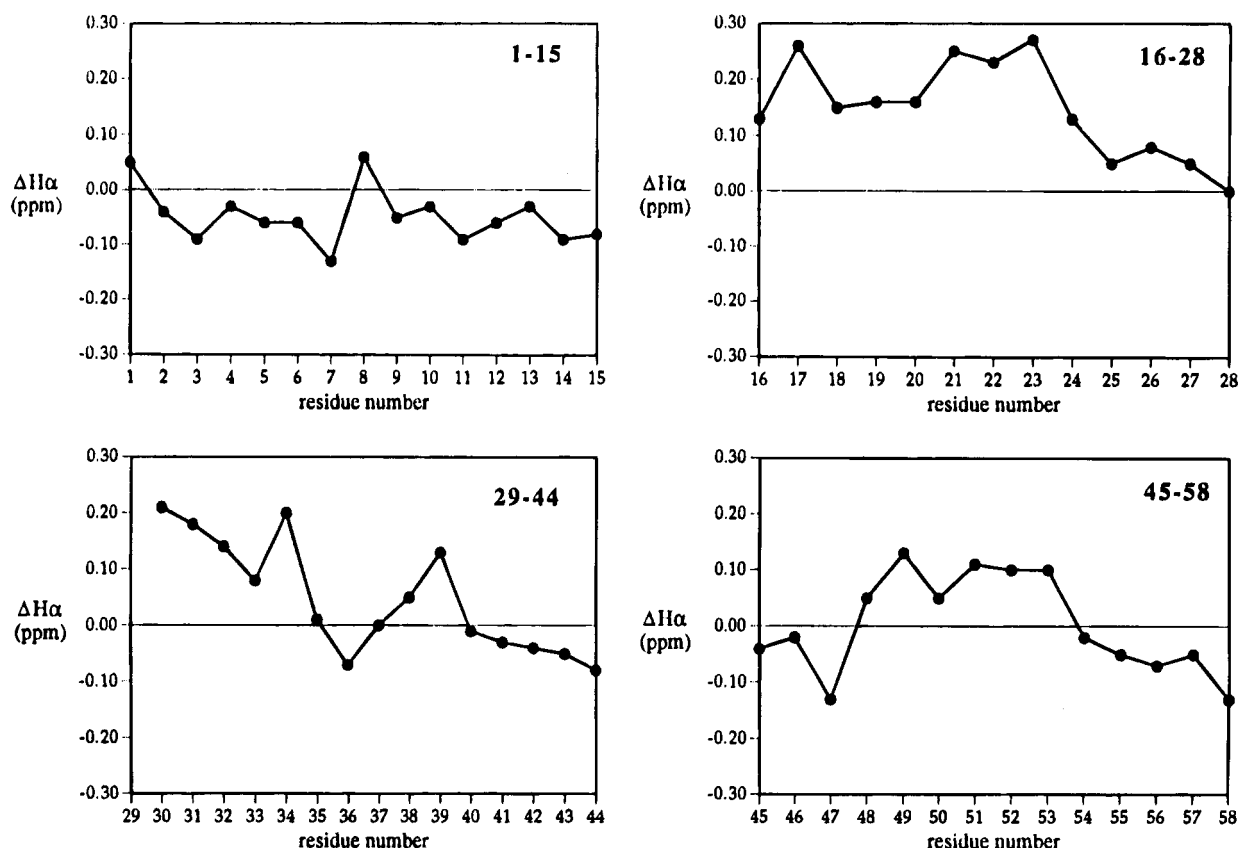 0.30
0.20
0.10
0.00
-0.10
-0.20
-0.30
ΔHα
(ppm)
1-15
1 2 3 4 5 6 7 8 9 10 11 12 13 14 15
residue number
0.30
0.20
0.10
0.00
-0.10
-0.20
-0.30
ΔHα
(ppm)
16-28
16 17 18 19 20 21 22 23 24 25 26 27 28
residue number
0.30
0.20
0.10
0.00
-0.10
-0.20
-0.30
ΔHα
(ppm)
29-44
29 30 31 32 33 34 35 36 37 38 39 40 41 42 43 44
residue number
0.30
0.20
0.10
0.00
-0.10
-0.20
-0.30
ΔHα
(ppm)
45-58
45 46 47 48 49 50 51 52 53 54 55 56 57 58
residue number